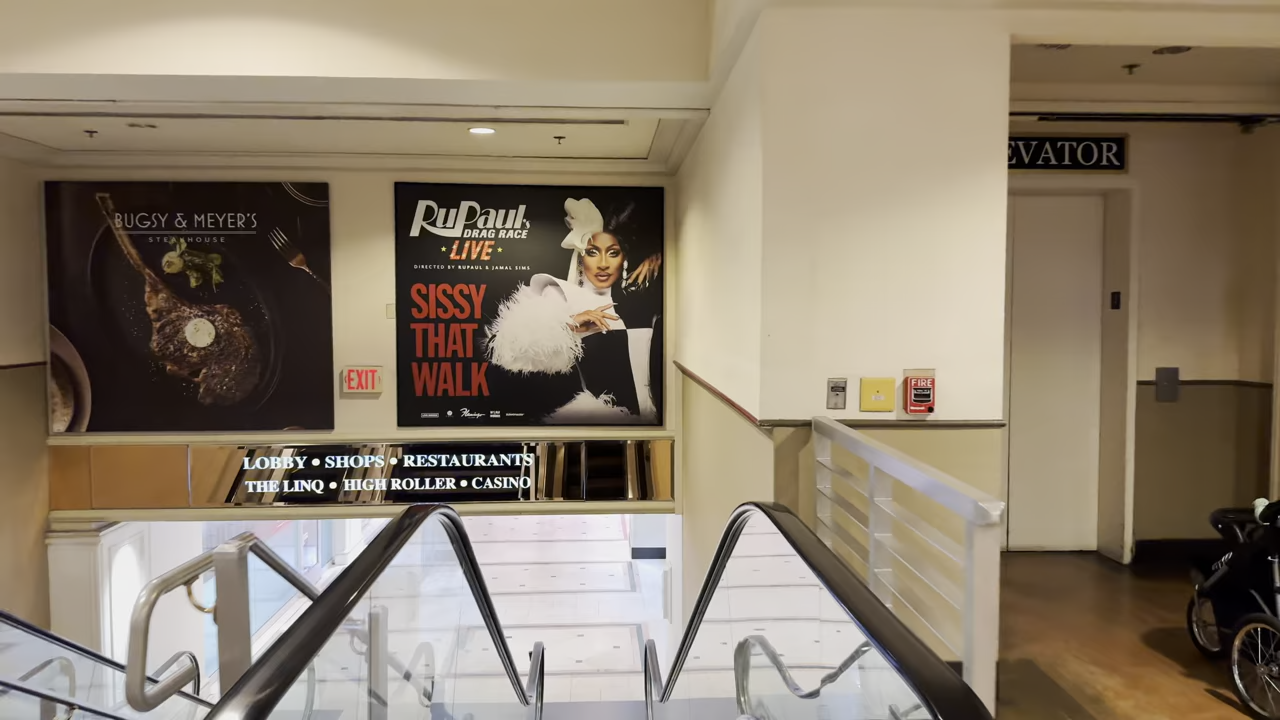 BUGSY & MEYER'S
STEAKHOUSE
RuPaul's
DRAG RACE
LIVE
DIRECTED BY RUPAUL & JAMAL SIMS
SISSY
THAT
WALK
Flamingo
EXIT
LOBBY • SHOPS • RESTAURANTS
THE LINQ • HIGH ROLLER • CASINO
EVATOR
FIRE